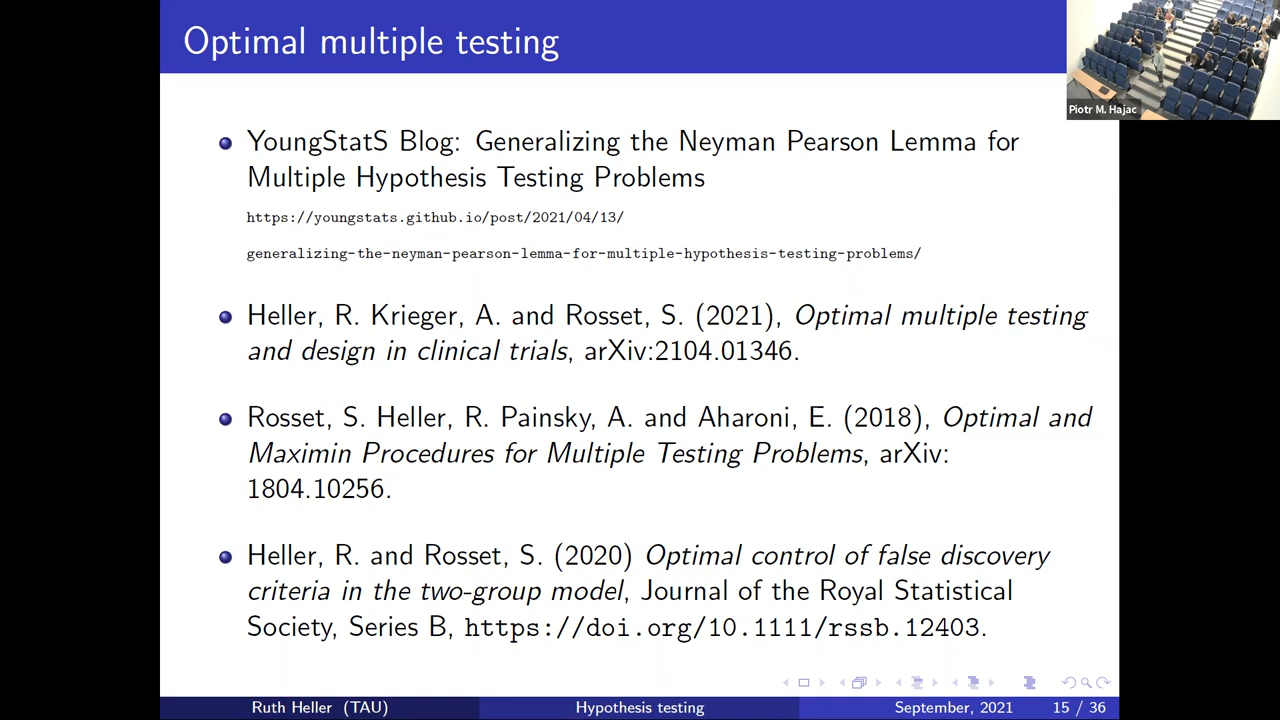 Optimal multiple testing
Piotr M. Hajac
YoungStatS Blog: Generalizing the Neyman Pearson Lemma for
Multiple Hypothesis Testing Problems
https://youngstats.github.io/post/2021/04/13/
generalizing-the-neyman-pearson-lemma-for-multiple-hypothesis-testing-problems/
Heller, R. Krieger, A. and Rosset, S. (2021), Optimal multiple testing
and design in clinical trials, arXiv:2104.01346.
Rosset, S. Heller, R. Painsky, A. and Aharoni, E. (2018), Optimal and
Maximin Procedures for Multiple Testing Problems, arXiv:
1804.10256.
Heller, R. and Rosset, S. (2020) Optimal control of false discovery
criteria in the two-group model, Journal of the Royal Statistical
Society, Series B, https://doi.org/10.1111/rssb.12403.
Ruth Heller (TAU) Hypothesis testing September, 2021 15 / 36